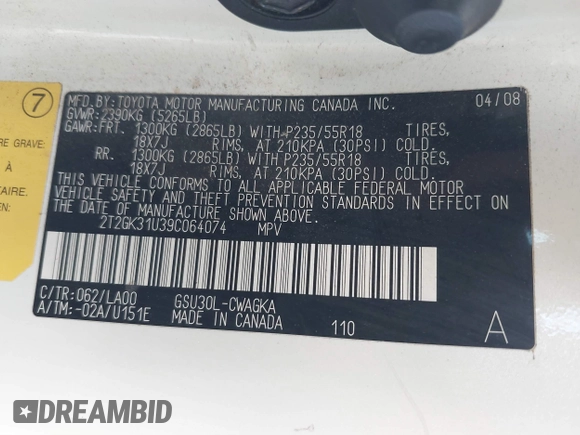 7
RE GRAVE:
À
TAIRE.
MFD.BY:TOYOTA MOTOR MANUFACTURING CANADA INC. 04/08
GVWR:2390KG (5265LB)
GAWR:FRT. 1300KG (2865LB) WITH P235/55R18 TIRES,
18X7J RIMS, AT 210KPA (30PSI) COLD.
RR. 1300KG (2865LB) WITH P235/55R18 TIRES,
18X7J RIMS, AT 210KPA (30PSI) COLD.
THIS VEHICLE CONFORMS TO ALL APPLICABLE FEDERAL MOTOR
VEHICLE SAFETY AND THEFT PREVENTION STANDARDS IN EFFECT ON
THE DATE OF MANUFACTURE SHOWN ABOVE.
2T2GK31U39C064074 MPV
C/TR:062/LA00 GSU30L-CWAGKA
A/TM:-02A/U151E MADE IN CANADA 110 A
DREAMBID